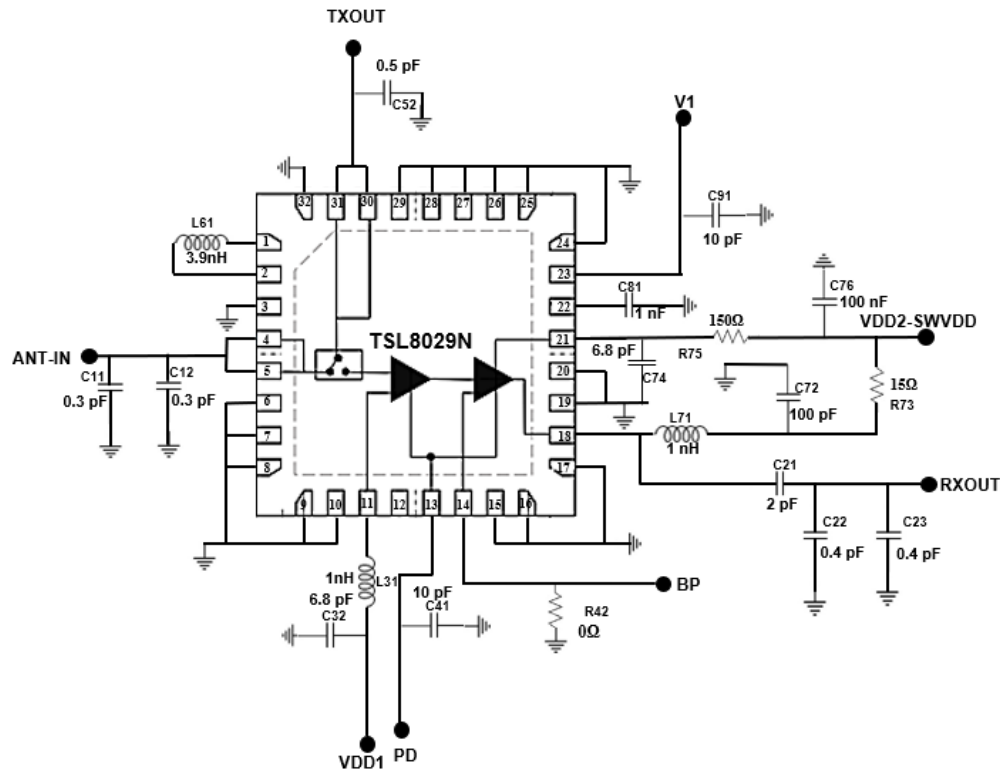 TXOUT
0.5 pF
C52
V1
C91
10 pF
32
31
30
29
28
27
26
25
L61
3.9nH
1
2
3
4
5
6
7
8
24
23
22
21
20
19
18
17
C81
1 nF
C76
100 nF
VDD2-SWVDD
150Ω
R75
6.8 pF
C74
TSL8029N
ANT-IN
C11
0.3 pF
C12
0.3 pF
C72
100 pF
15Ω
R73
L71
1 nH
C21
2 pF
RXOUT
C22
0.4 pF
C23
0.4 pF
9
10
11
12
13
14
15
16
1nH
L31
6.8 pF
C32
10 pF
C41
BP
R42
0Ω
VDD1
PD